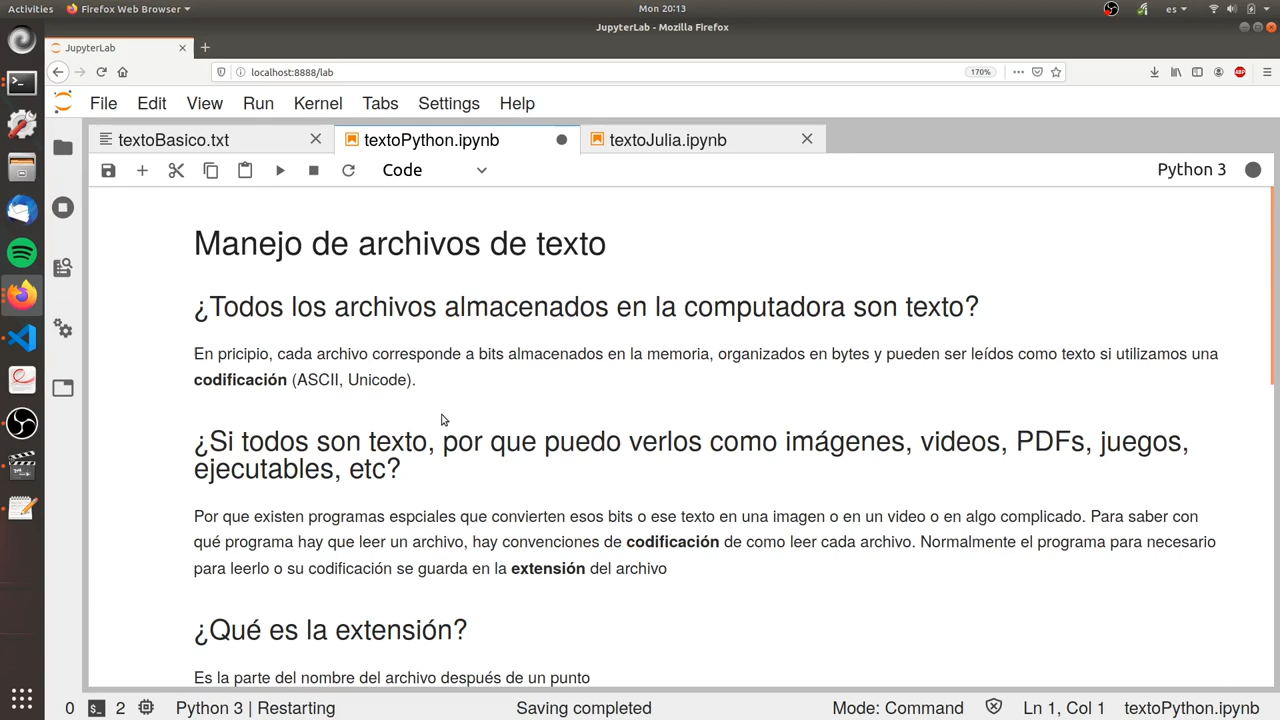 Activities Firefox Web Browser Mon 20:13 es
JupyterLab - Mozilla Firefox
JupyterLab
localhost:8888/lab 170%
File Edit View Run Kernel Tabs Settings Help
textoBasico.txt textoPython.ipynb textoJulia.ipynb
Code Python 3
Manejo de archivos de texto
¿Todos los archivos almacenados en la computadora son texto?
En pricipio, cada archivo corresponde a bits almacenados en la memoria, organizados en bytes y pueden ser leídos como texto si utilizamos una
codificación (ASCII, Unicode).
¿Si todos son texto, por que puedo verlos como imágenes, videos, PDFs, juegos,
ejecutables, etc?
Por que existen programas espciales que convierten esos bits o ese texto en una imagen o en un video o en algo complicado. Para saber con
qué programa hay que leer un archivo, hay convenciones de codificación de como leer cada archivo. Normalmente el programa para necesario
para leerlo o su codificación se guarda en la extensión del archivo
¿Qué es la extensión?
Es la parte del nombre del archivo después de un punto
0 $_ 2 Python 3 | Restarting Saving completed Mode: Command Ln 1, Col 1 textoPython.ipynb